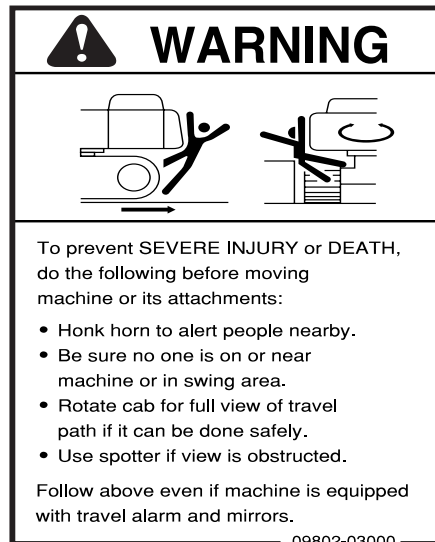 WARNING
To prevent SEVERE INJURY or DEATH,
do the following before moving
machine or its attachments:
• Honk horn to alert people nearby.
• Be sure no one is on or near
machine or in swing area.
• Rotate cab for full view of travel
path if it can be done safely.
• Use spotter if view is obstructed.
Follow above even if machine is equipped
with travel alarm and mirrors.
09802-03000